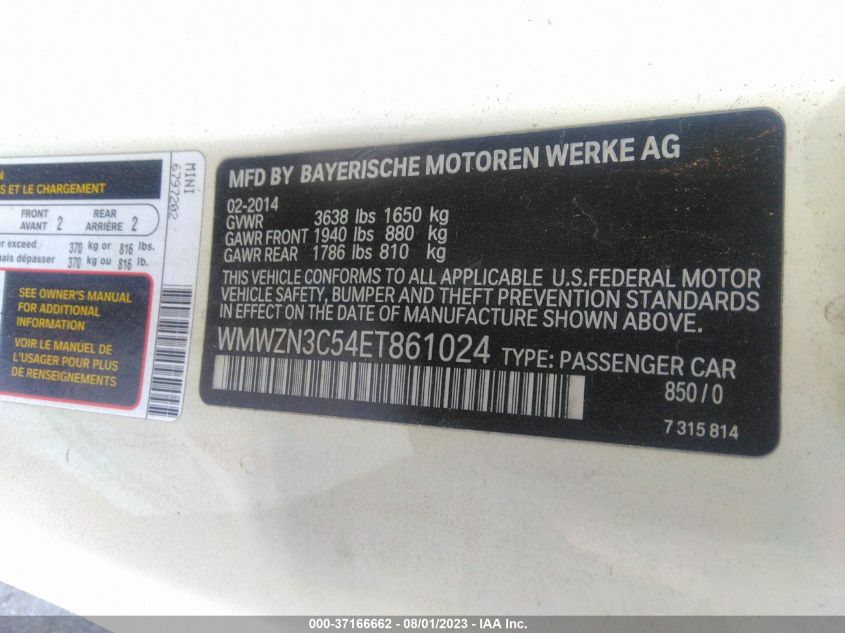 N
S ET LE CHARGEMENT
FRONT AVANT 2 REAR ARRIÈRE 2
er exceed 370 kg or 816 lbs.
mais dépasser 370 kg ou 816 lb.
SEE OWNER'S MANUAL
FOR ADDITIONAL
INFORMATION
VOIR LE MANUEL DE
L'USAGER POUR PLUS
DE RENSEIGNEMENTS
MINI
6797202
MFD BY BAYERISCHE MOTOREN WERKE AG
02-2014
GVWR 3638 lbs 1650 kg
GAWR FRONT 1940 lbs 880 kg
GAWR REAR 1786 lbs 810 kg
THIS VEHICLE CONFORMS TO ALL APPLICABLE U.S.FEDERAL MOTOR
VEHICLE SAFETY, BUMPER AND THEFT PREVENTION STANDARDS
IN EFFECT ON THE DATE OF MANUFACTURE SHOWN ABOVE.
WMWZN3C54ET861024 TYPE: PASSENGER CAR
850/0
7 315 814
000-37166662 - 08/01/2023 - IAA Inc.